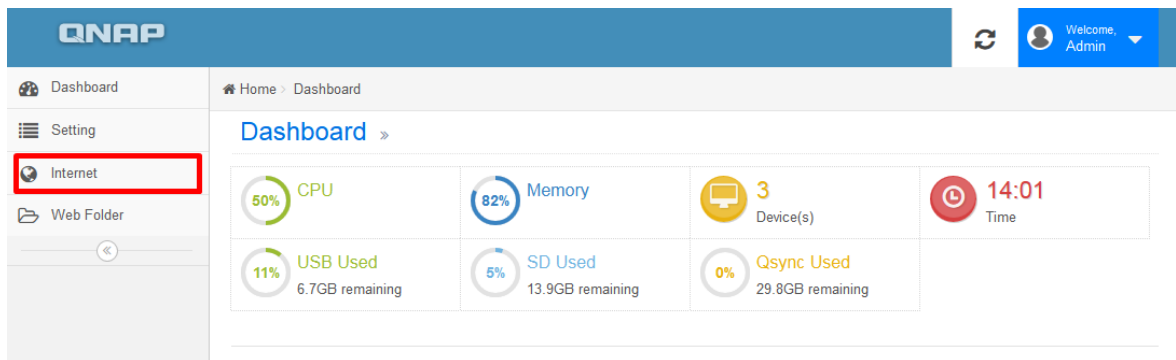 QNAP
Welcome,
Admin
Dashboard
Setting
Internet
Web Folder
Home > Dashboard
Dashboard »
50%
CPU
82%
Memory
3
Device(s)
14:01
Time
11%
USB Used
6.7GB remaining
5%
SD Used
13.9GB remaining
0%
Qsync Used
29.8GB remaining